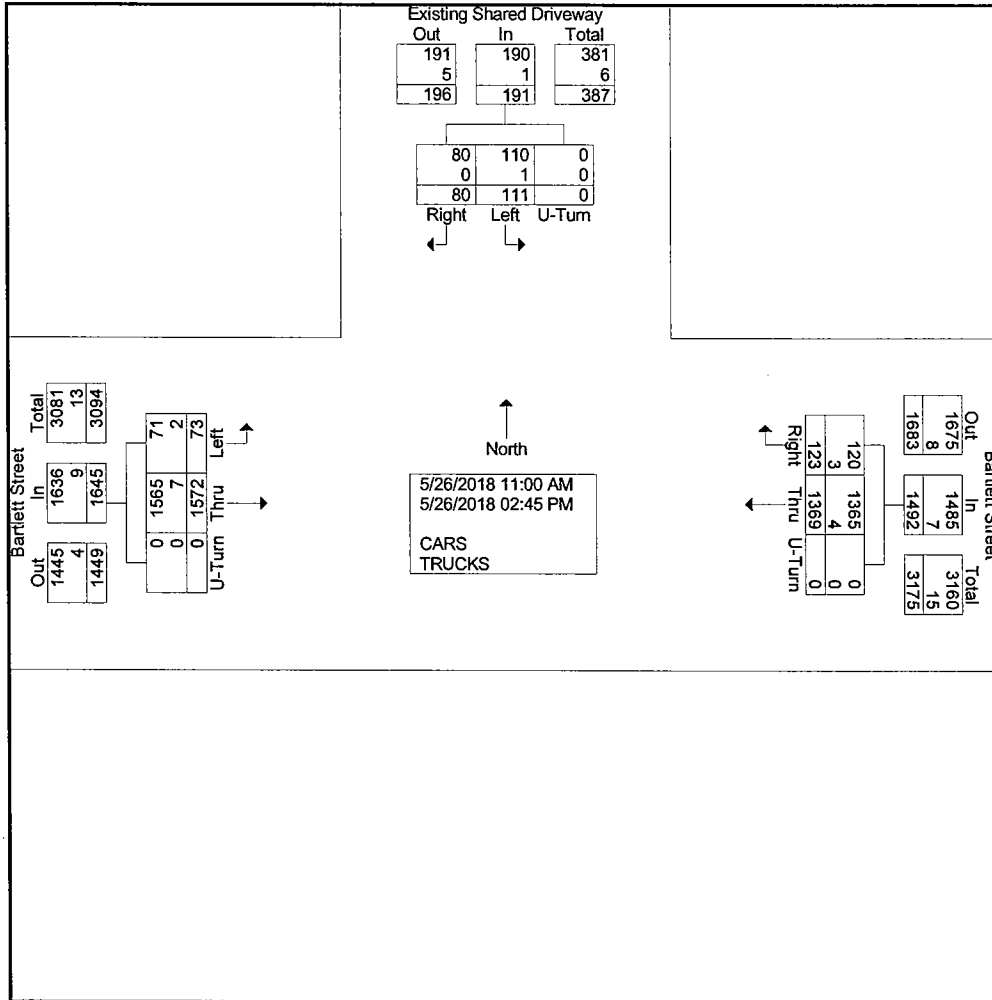 Existing Shared Driveway
Out In Total
191 190 381
5 1 6
196 191 387
80 110 0
0 1 0
80 111 0
Right Left U-Turn
North
5/26/2018 11:00 AM
5/26/2018 02:45 PM
CARS
TRUCKS
Bartlett Street
Out In Total
1445 1636 3081
4 9 13
1449 1645 3094
U-Turn Thru Left
0 1565 71
0 7 2
0 1572 73
Bartlett Street
Out In Total
1675 1485 3160
8 7 15
1683 1492 3175
120 1365 0
3 4 0
123 1369 0
Right Thru U-Turn